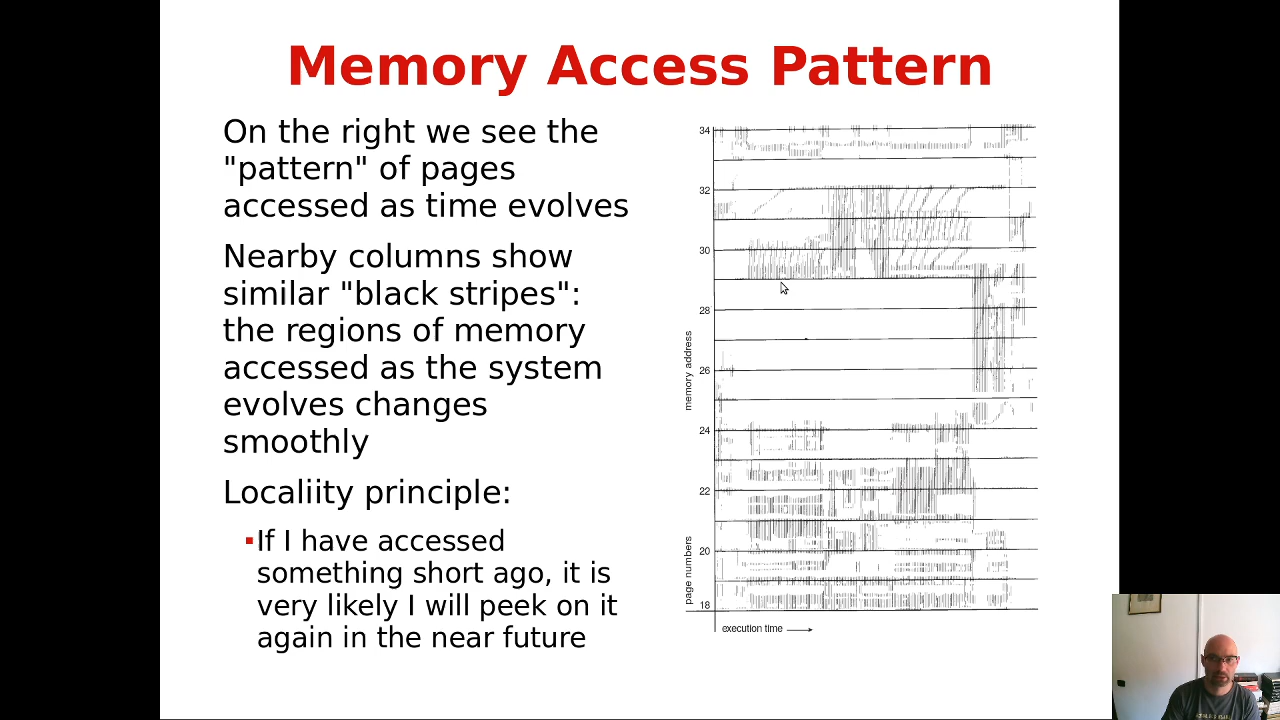 Memory Access Pattern
On the right we see the
"pattern" of pages
accessed as time evolves
Nearby columns show
similar "black stripes":
the regions of memory
accessed as the system
evolves changes
smoothly
Localiity principle:
▪If I have accessed
something short ago, it is
very likely I will peek on it
again in the near future
34
32
30
28
26
24
22
20
18
memory address
page numbers
execution time